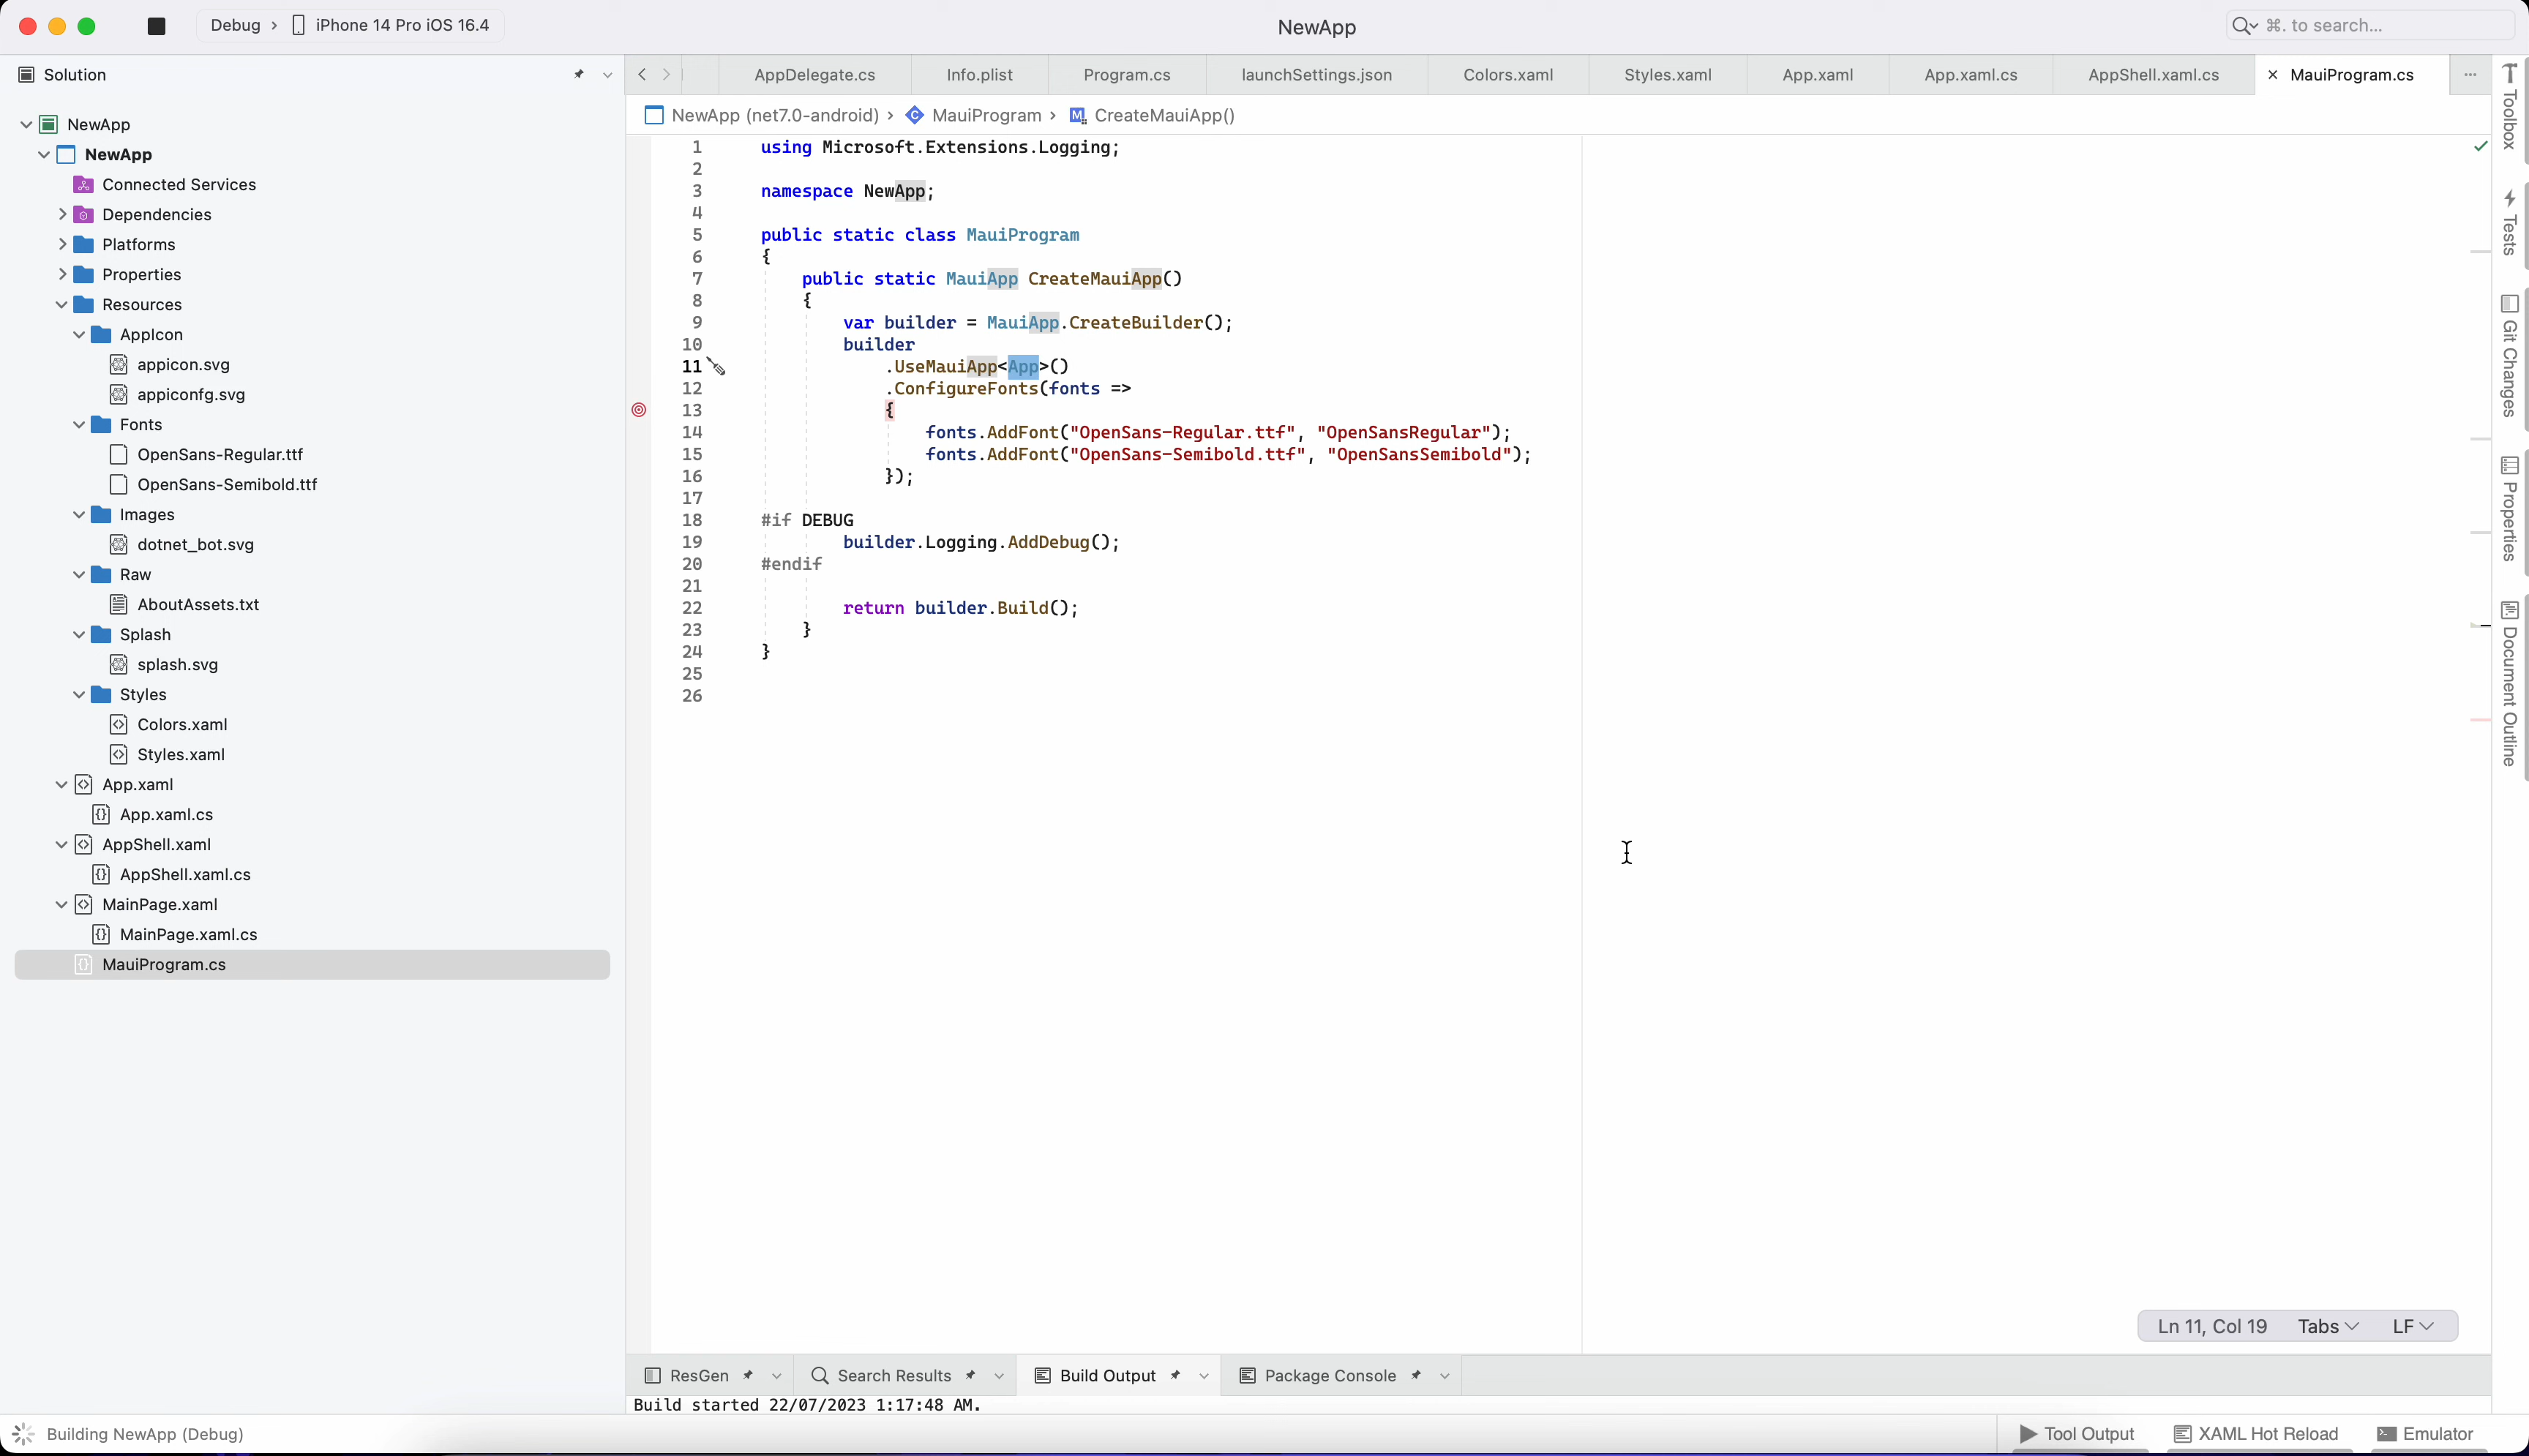 Debug › iPhone 14 Pro iOS 16.4
NewApp
⌘. to search...
Solution
NewApp
NewApp
Connected Services
Dependencies
Platforms
Properties
Resources
AppIcon
appicon.svg
appiconfg.svg
Fonts
OpenSans-Regular.ttf
OpenSans-Semibold.ttf
Images
dotnet_bot.svg
Raw
AboutAssets.txt
Splash
splash.svg
Styles
Colors.xaml
Styles.xaml
App.xaml
App.xaml.cs
AppShell.xaml
AppShell.xaml.cs
MainPage.xaml
MainPage.xaml.cs
MauiProgram.cs
AppDelegate.cs Info.plist Program.cs launchSettings.json Colors.xaml Styles.xaml App.xaml App.xaml.cs AppShell.xaml.cs × MauiProgram.cs ...
NewApp (net7.0-android) › MauiProgram › CreateMauiApp()
1 using Microsoft.Extensions.Logging;
2
3 namespace NewApp;
4
5 public static class MauiProgram
6 {
7 public static MauiApp CreateMauiApp()
8 {
9 var builder = MauiApp.CreateBuilder();
10 builder
11 .UseMauiApp<App>()
12 .ConfigureFonts(fonts =>
13 {
14 fonts.AddFont("OpenSans-Regular.ttf", "OpenSansRegular");
15 fonts.AddFont("OpenSans-Semibold.ttf", "OpenSansSemibold");
16 });
17
18 #if DEBUG
19 builder.Logging.AddDebug();
20 #endif
21
22 return builder.Build();
23 }
24 }
25
26
Ln 11, Col 19 Tabs LF
Toolbox
Tests
Git Changes
Properties
Document Outline
ResGen Search Results Build Output Package Console
Build started 22/07/2023 1:17:48 AM.
Building NewApp (Debug)
Tool Output XAML Hot Reload Emulator